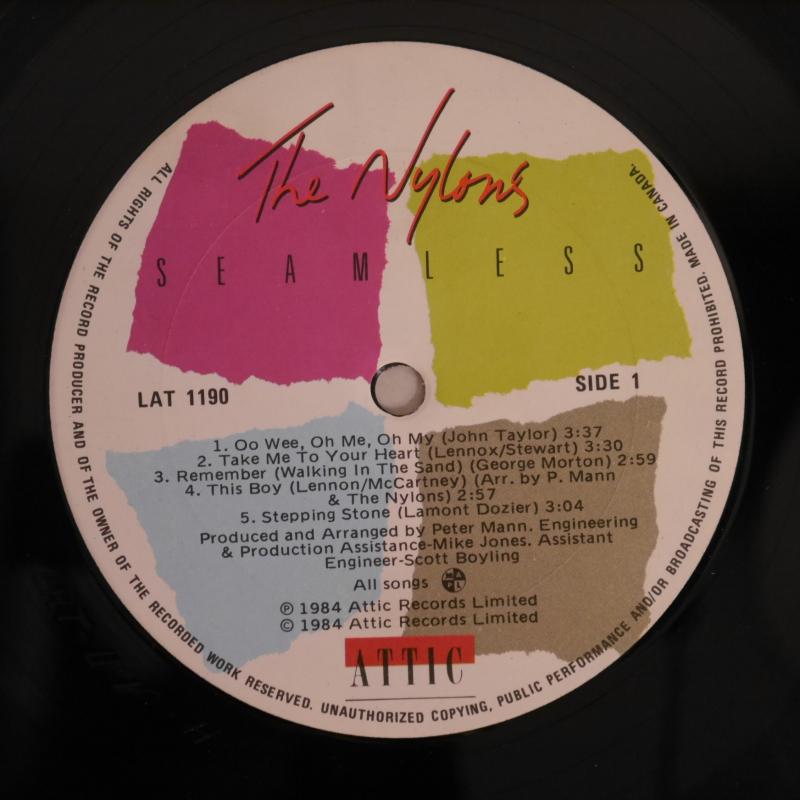 The Nylons
SEAMLESS
LAT 1190
SIDE 1
1. Oo Wee, Oh Me, Oh My (John Taylor) 3:37
2. Take Me To Your Heart (Lennox/Stewart) 3:30
3. Remember (Walking In The Sand) (George Morton) 2:59
4. This Boy (Lennon/McCartney) (Arr. by P. Mann
& The Nylons) 2:57
5. Stepping Stone (Lamont Dozier) 3:04
Produced and Arranged by Peter Mann. Engineering
& Production Assistance-Mike Jones. Assistant
Engineer-Scott Boyling
All songs MAPL
℗ 1984 Attic Records Limited
© 1984 Attic Records Limited
ATTIC
ALL RIGHTS OF THE RECORD PRODUCER AND OF THE OWNER OF THE RECORDED WORK RESERVED. UNAUTHORIZED COPYING, PUBLIC PERFORMANCE AND/OR BROADCASTING OF THIS RECORD PROHIBITED. MADE IN CANADA.